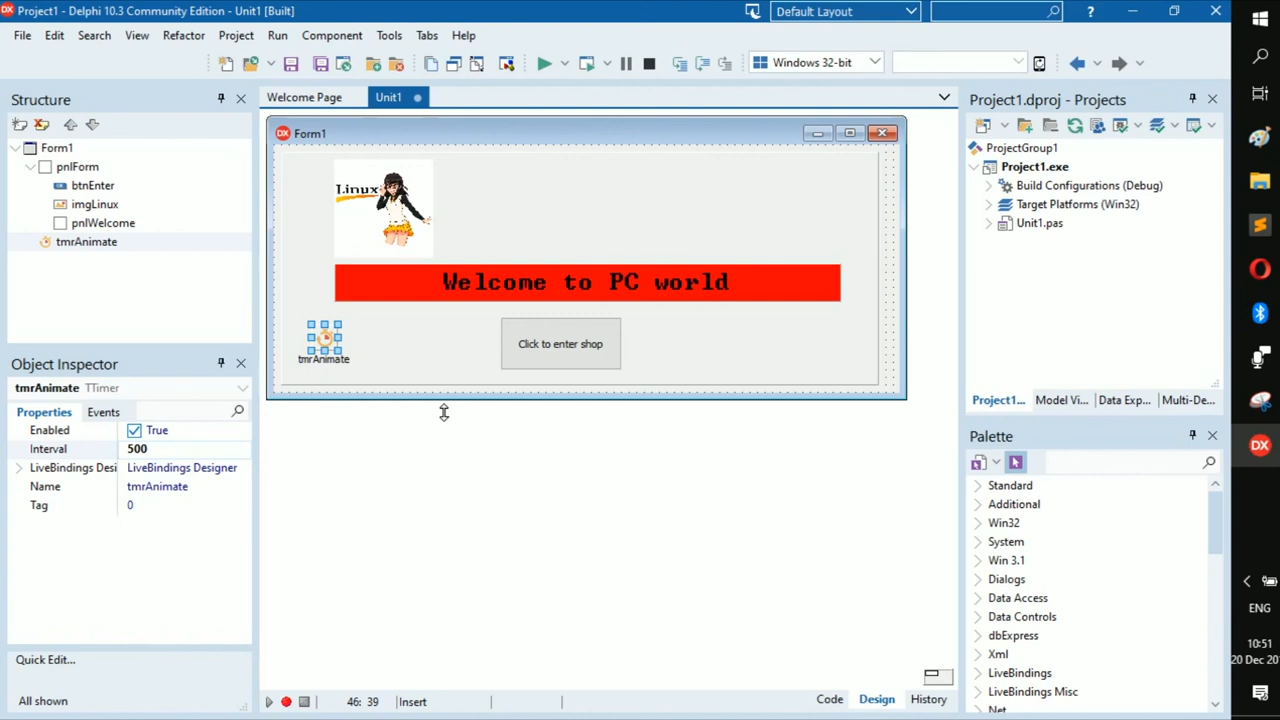 Project1 - Delphi 10.3 Community Edition - Unit1 [Built]
Default Layout
File Edit Search View Refactor Project Run Component Tools Tabs Help
Windows 32-bit
Structure
Form1
pnlForm
btnEnter
imgLinux
pnlWelcome
tmrAnimate
Object Inspector
tmrAnimate TTimer
Properties Events
Enabled True
Interval 500
LiveBindings Desi LiveBindings Designer
Name tmrAnimate
Tag 0
Quick Edit...
All shown
Welcome Page Unit1
Form1
Linux
Welcome to PC world
Click to enter shop
tmrAnimate
46: 39 Insert
Code Design History
Project1.dproj - Projects
ProjectGroup1
Project1.exe
Build Configurations (Debug)
Target Platforms (Win32)
Unit1.pas
Project1... Model Vi... Data Exp... Multi-De...
Palette
Standard
Additional
Win32
System
Win 3.1
Dialogs
Data Access
Data Controls
dbExpress
Xml
LiveBindings
LiveBindings Misc
Net
DX
ENG
10:51
20 Dec 20